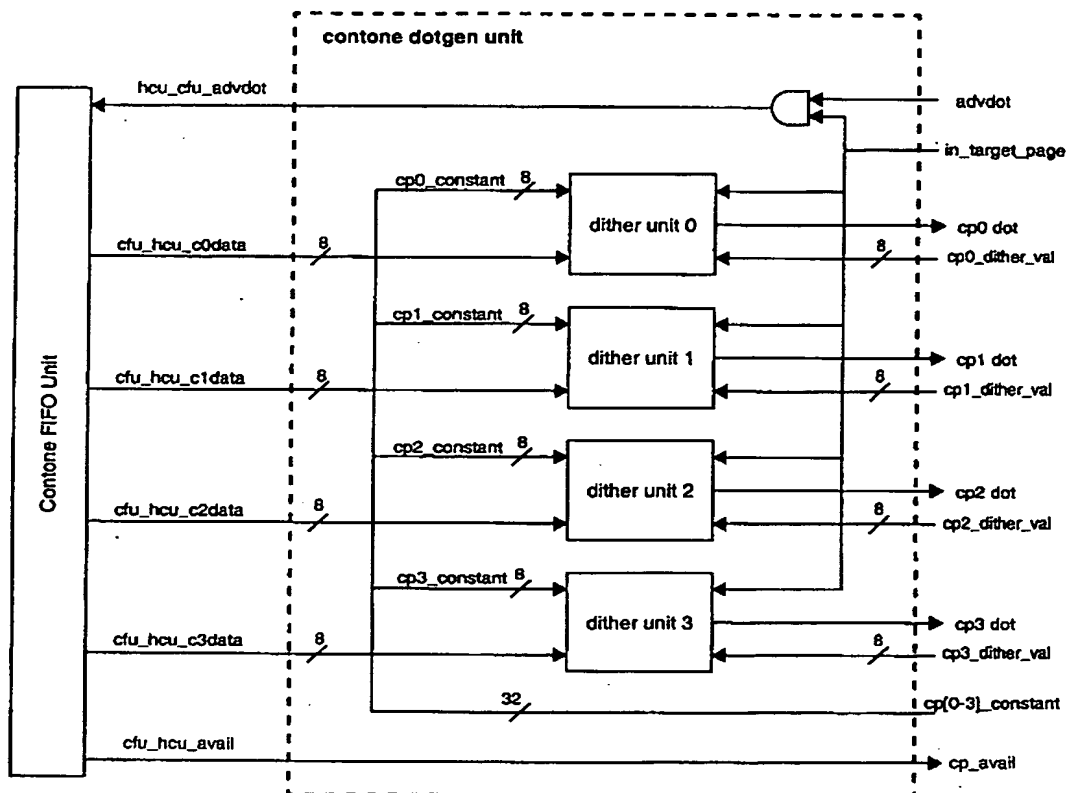 contone dotgen unit
hcu_cfu_advdot
advdot
in_target_page
cp0_constant
8
dither unit 0
cp0 dot
cfu_hcu_c0data
8
8
cp0_dither_val
cp1_constant
8
dither unit 1
cp1 dot
cfu_hcu_c1data
8
8
cp1_dither_val
Contone FIFO Unit
cp2_constant
8
dither unit 2
cp2 dot
cfu_hcu_c2data
8
8
cp2_dither_val
cp3_constant
8
dither unit 3
cp3 dot
cfu_hcu_c3data
8
8
cp3_dither_val
32
cp[0-3]_constant
cfu_hcu_avail
cp_avail